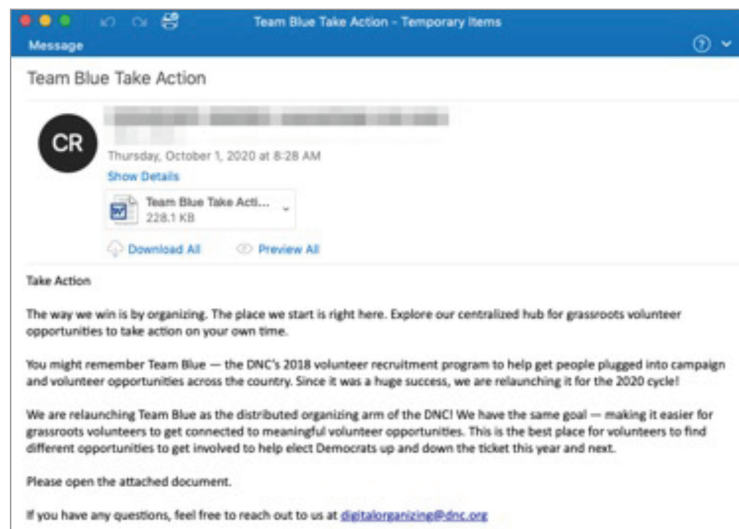 Team Blue Take Action - Temporary Items
Message
Team Blue Take Action
CR
Thursday, October 1, 2020 at 8:28 AM
Show Details
Team Blue Take Acti...
228.1 KB
Download All Preview All
Take Action
The way we win is by organizing. The place we start is right here. Explore our centralized hub for grassroots volunteer
opportunities to take action on your own time.
You might remember Team Blue — the DNC's 2018 volunteer recruitment program to help get people plugged into campaign
and volunteer opportunities across the country. Since it was a huge success, we are relaunching it for the 2020 cycle!
We are relaunching Team Blue as the distributed organizing arm of the DNC! We have the same goal — making it easier for
grassroots volunteers to get connected to meaningful volunteer opportunities. This is the best place for volunteers to find
different opportunities to get involved to help elect Democrats up and down the ticket this year and next.
Please open the attached document.
If you have any questions, feel free to reach out to us at digitalorganizing@dnc.org